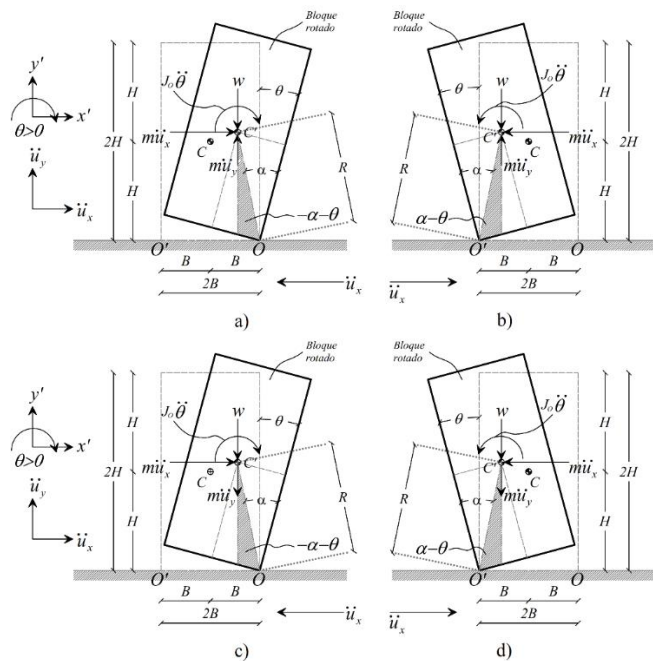 Bloque
rotado
y'
x'
θ>0
ü_y
ü_x
2H
H
H
J_O θ̈
w
θ
mü_x
C'
C
mü_y
α
R
-α-θ
O'
O
B
B
2B
ü_x
a)
Bloque
rotado
θ
w
J_O θ̈
C'
mü_x
C
mü_y
α
R
α-θ
O'
O
B
B
2B
H
H
2H
ü_x
b)
Bloque
rotado
y'
x'
θ>0
ü_y
ü_x
2H
H
H
J_O θ̈
w
θ
mü_x
C'
C
mü_y
α
R
-α-θ
O'
O
B
B
2B
ü_x
c)
Bloque
rotado
θ
w
J_O θ̈
C'
mü_x
C
mü_y
α
R
α-θ
O'
O
B
B
2B
H
H
2H
ü_x
d)